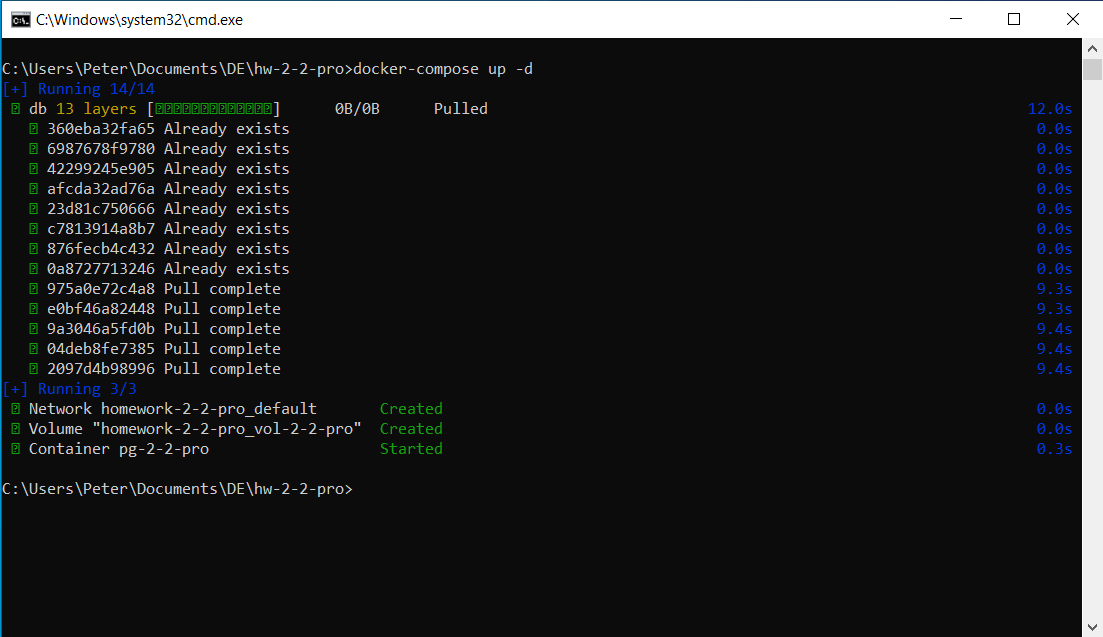 C:\Windows\system32\cmd.exe
C:\Users\Peter\Documents\DE\hw-2-2-pro>docker-compose up -d
[+] Running 14/14
db 13 layers [⍰⍰⍰⍰⍰⍰⍰⍰⍰⍰⍰⍰⍰] 0B/0B Pulled 12.0s
360eba32fa65 Already exists 0.0s
6987678f9780 Already exists 0.0s
42299245e905 Already exists 0.0s
afcda32ad76a Already exists 0.0s
23d81c750666 Already exists 0.0s
c7813914a8b7 Already exists 0.0s
876fecb4c432 Already exists 0.0s
0a8727713246 Already exists 0.0s
975a0e72c4a8 Pull complete 9.3s
e0bf46a82448 Pull complete 9.3s
9a3046a5fd0b Pull complete 9.4s
04deb8fe7385 Pull complete 9.4s
2097d4b98996 Pull complete 9.4s
[+] Running 3/3
Network homework-2-2-pro_default Created 0.0s
Volume "homework-2-2-pro_vol-2-2-pro" Created 0.0s
Container pg-2-2-pro Started 0.3s
C:\Users\Peter\Documents\DE\hw-2-2-pro>